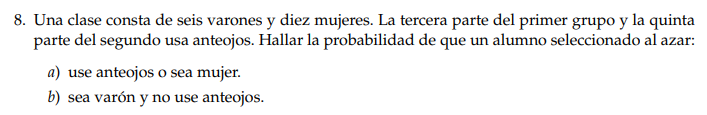 8. Una clase consta de seis varones y diez mujeres. La tercera parte del primer grupo y la quinta
parte del segundo usa anteojos. Hallar la probabilidad de que un alumno seleccionado al azar:
a) use anteojos o sea mujer.
b) sea varón y no use anteojos.